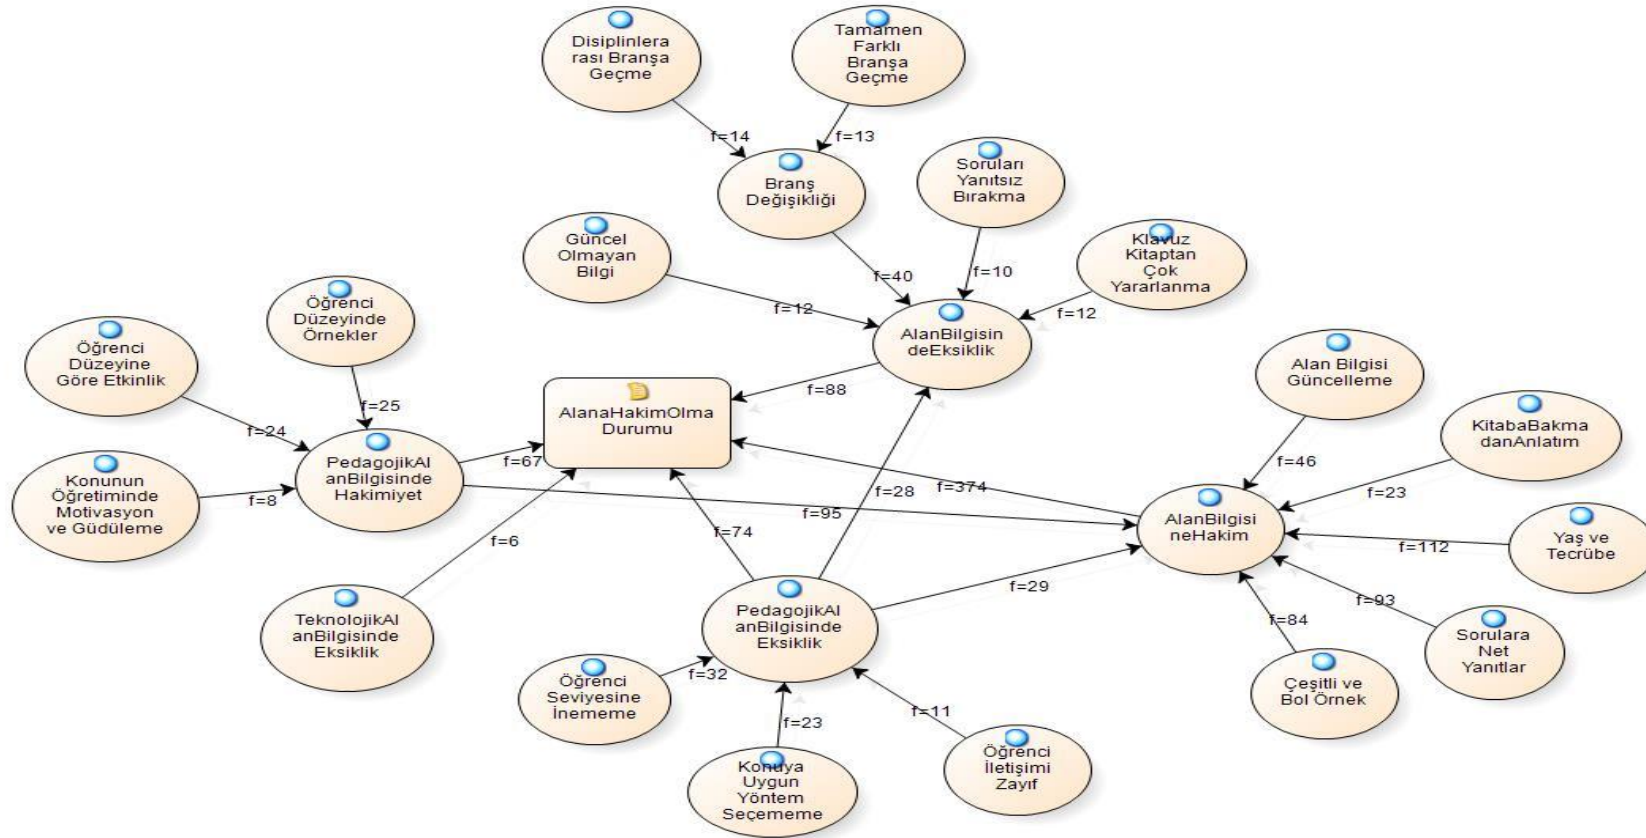 Disiplinlera
rası Branşa
Geçme
Tamamen
Farklı
Branşa
Geçme
f=14
f=13
Branş
Değişikliği
Soruları
Yanıtsız
Bırakma
Güncel
Olmayan
Bilgi
Klavuz
Kitaptan
Çok
Yararlanma
f=40
f=10
f=12
f=12
Öğrenci
Düzeyinde
Örnekler
Öğrenci
Düzeyine
Göre Etkinlik
AlanBilgisin
deEksiklik
Alan Bilgisi
Güncelleme
f=88
f=25
f=24
AlanaHakimOlma
Durumu
KitabaBakma
danAnlatım
PedagojikAl
anBilgisinde
Hakimiyet
f=67
f=46
Konunun
Öğretiminde
Motivasyon
ve Güdüleme
f=8
f=28
f=374
f=23
f=95
AlanBilgisi
neHakim
Yaş ve
Tecrübe
f=6
f=74
f=112
f=29
f=93
TeknolojikAl
anBilgisinde
Eksiklik
PedagojikAl
anBilgisinde
Eksiklik
f=84
Sorulara
Net
Yanıtlar
Öğrenci
Seviyesine
İnememe
f=32
Çeşitli ve
Bol Örnek
f=23
f=11
Konuya
Uygun
Yöntem
Seçememe
Öğrenci
İletişimi
Zayıf